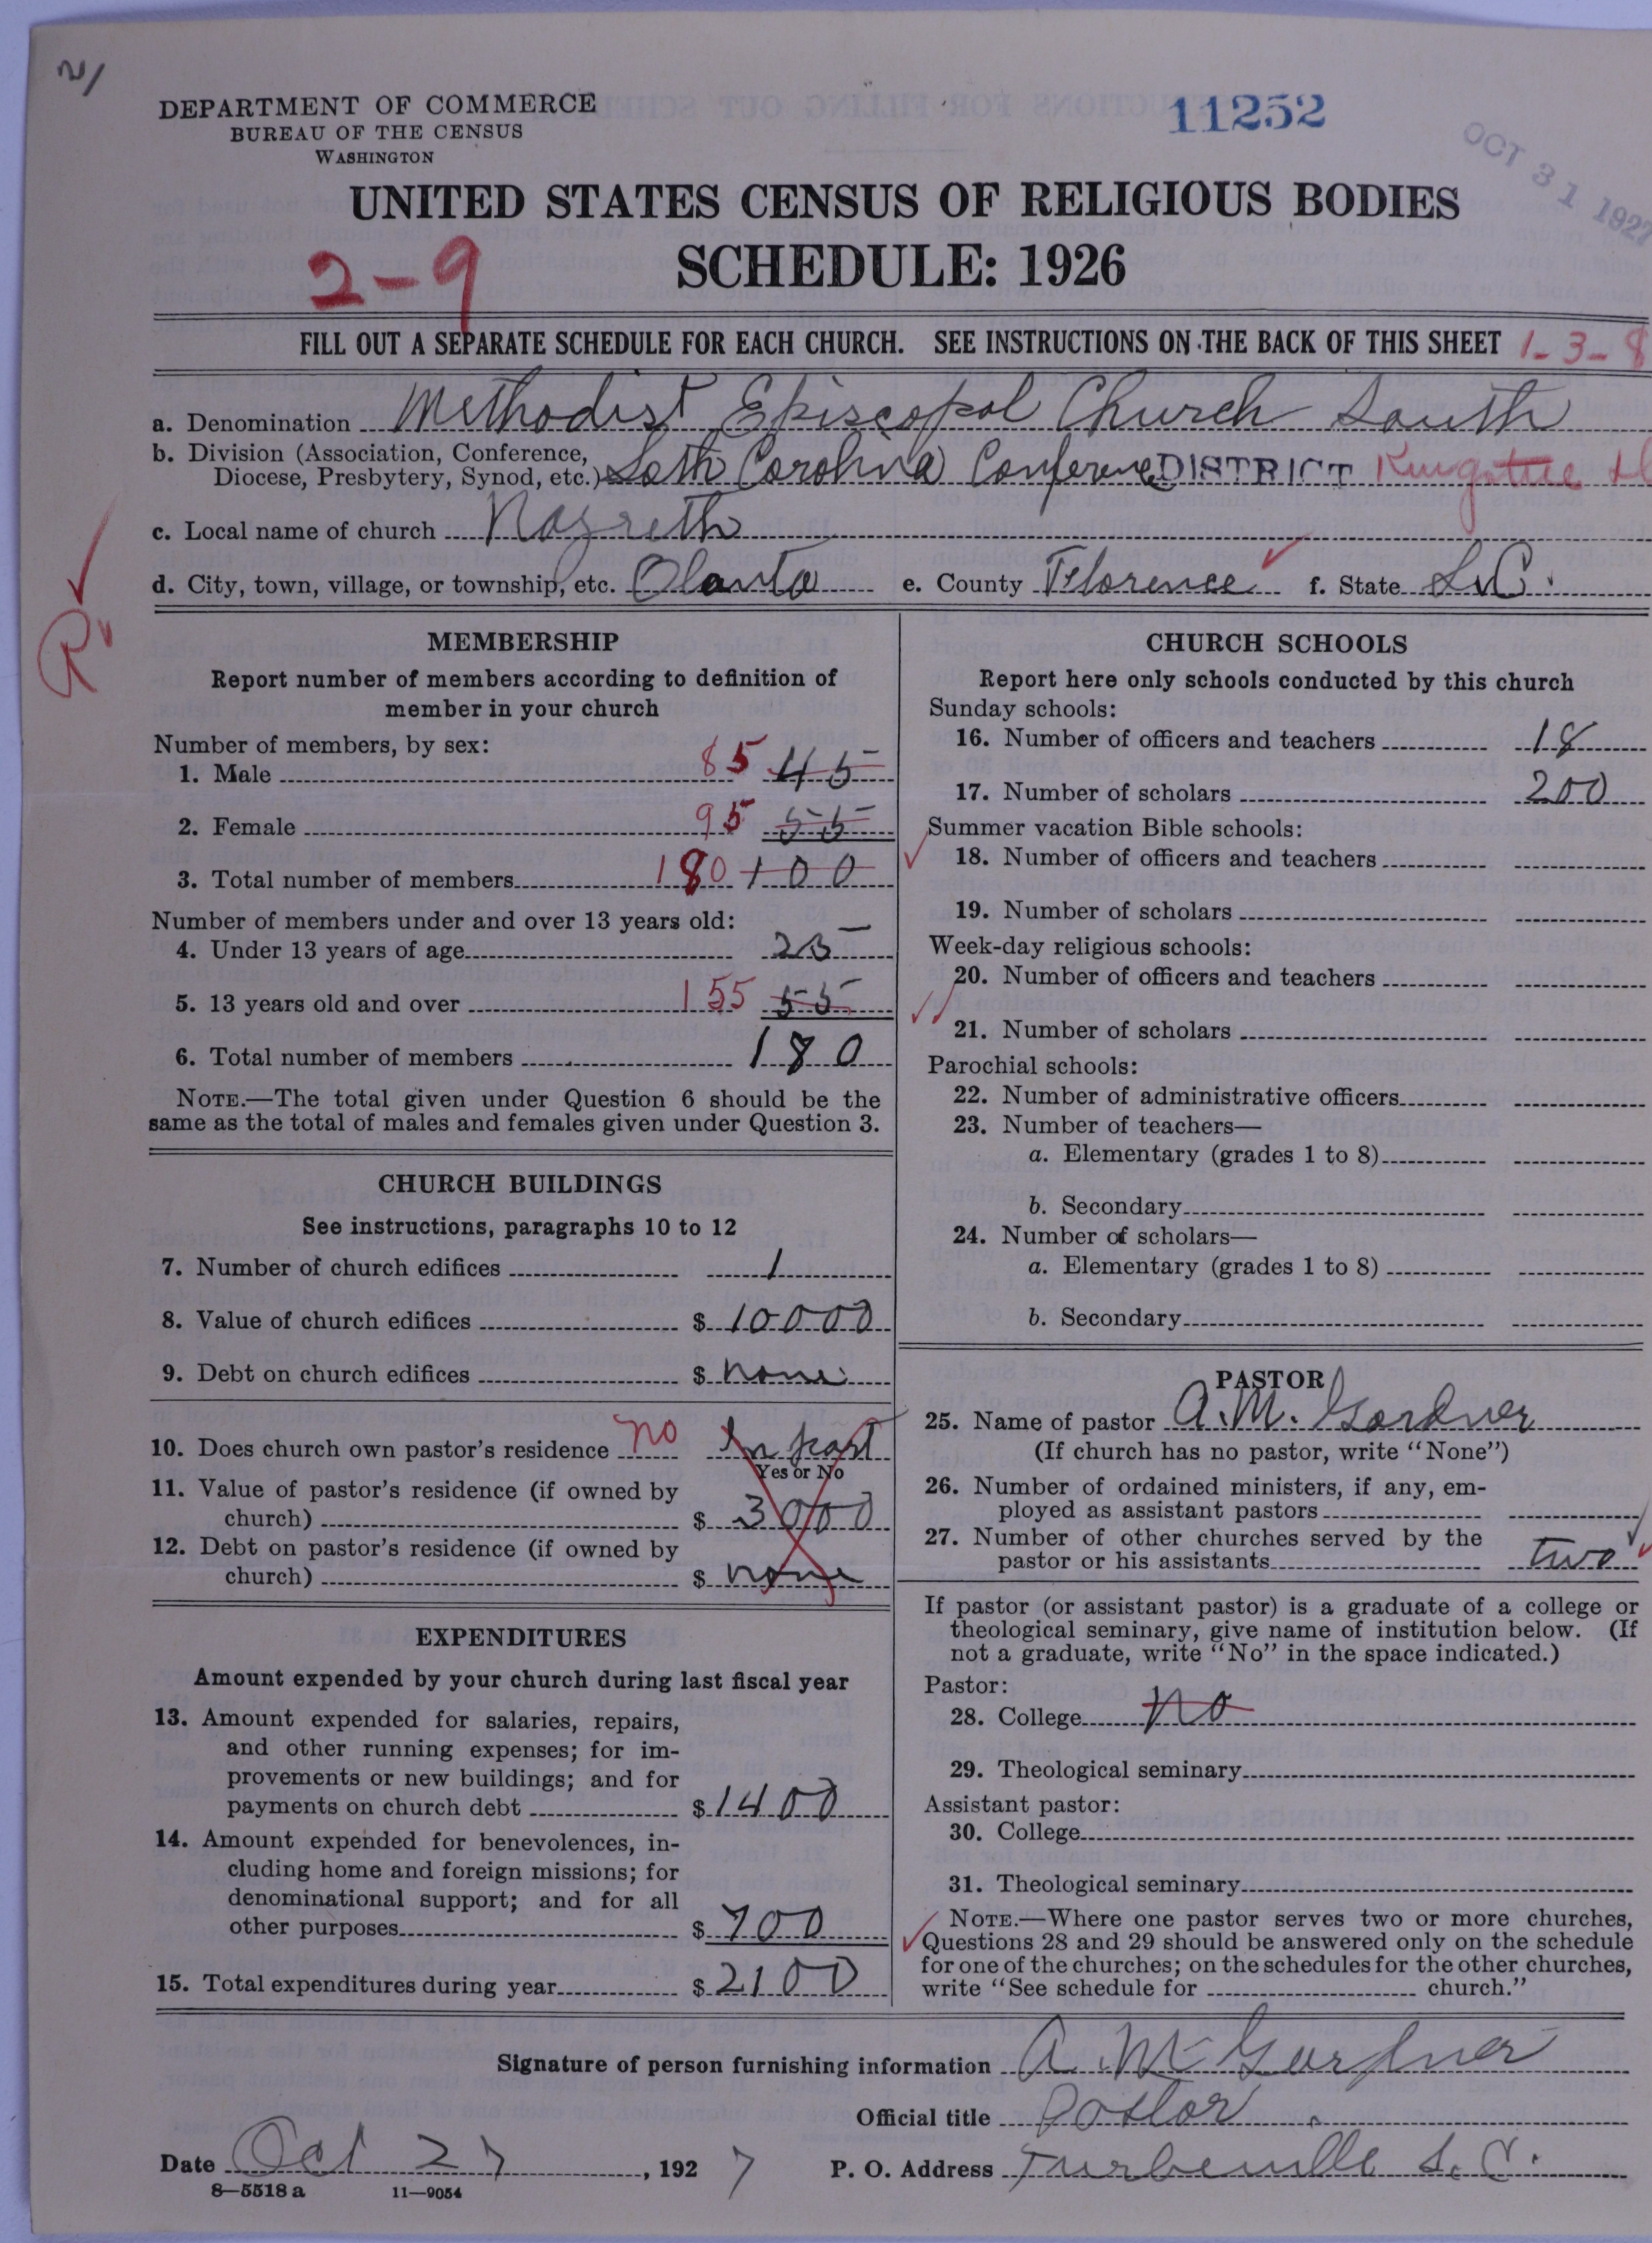 DEPARTMENT OF COMMERCE
BUREAU OF THE CENSUS
WASHINGTON
11252
OCT 31 1927
UNITED STATES CENSUS OF RELIGIOUS BODIES
SCHEDULE: 1926
2-9
FILL OUT A SEPARATE SCHEDULE FOR EACH CHURCH. SEE INSTRUCTIONS ON THE BACK OF THIS SHEET 1-3-8
a. Denomination Methodist Episcopal Church South
b. Division (Association, Conference,
Diocese, Presbytery, Synod, etc.) Soth Carolina Conference DISTRICT Kingstree
c. Local name of church Nazreth
d. City, town, village, or township, etc. Olanta e. County Florence f. State S.C.
R
MEMBERSHIP
Report number of members according to definition of
member in your church
Number of members, by sex:
1. Male 85 45
2. Female 95 55
3. Total number of members 180 100
Number of members under and over 13 years old:
4. Under 13 years of age 25
5. 13 years old and over 155 55
6. Total number of members 180
NOTE.—The total given under Question 6 should be the
same as the total of males and females given under Question 3.
CHURCH BUILDINGS
See instructions, paragraphs 10 to 12
7. Number of church edifices 1
8. Value of church edifices $ 10000
9. Debt on church edifices $ none
10. Does church own pastor's residence no In part
Yes or No
11. Value of pastor's residence (if owned by
church) $ 3000
12. Debt on pastor's residence (if owned by
church) $ none
EXPENDITURES
Amount expended by your church during last fiscal year
13. Amount expended for salaries, repairs,
and other running expenses; for im-
provements or new buildings; and for
payments on church debt $ 1400
14. Amount expended for benevolences, in-
cluding home and foreign missions; for
denominational support; and for all
other purposes $ 700
15. Total expenditures during year $ 2100
CHURCH SCHOOLS
Report here only schools conducted by this church
Sunday schools:
16. Number of officers and teachers 18
17. Number of scholars 200
Summer vacation Bible schools:
18. Number of officers and teachers
19. Number of scholars
Week-day religious schools:
20. Number of officers and teachers
21. Number of scholars
Parochial schools:
22. Number of administrative officers
23. Number of teachers—
a. Elementary (grades 1 to 8)
b. Secondary
24. Number of scholars—
a. Elementary (grades 1 to 8)
b. Secondary
PASTOR
25. Name of pastor A.M. Gardner
(If church has no pastor, write "None")
26. Number of ordained ministers, if any, em-
ployed as assistant pastors
27. Number of other churches served by the
pastor or his assistants two
If pastor (or assistant pastor) is a graduate of a college or
theological seminary, give name of institution below. (If
not a graduate, write "No" in the space indicated.)
Pastor:
28. College No
29. Theological seminary
Assistant pastor:
30. College
31. Theological seminary
NOTE.—Where one pastor serves two or more churches,
Questions 28 and 29 should be answered only on the schedule
for one of the churches; on the schedules for the other churches,
write "See schedule for church."
Signature of person furnishing information A. M Gardner
Official title Pastor
Date Oct 27, 1927 P. O. Address Turbeville S. C.
8—5518 a 11—9054